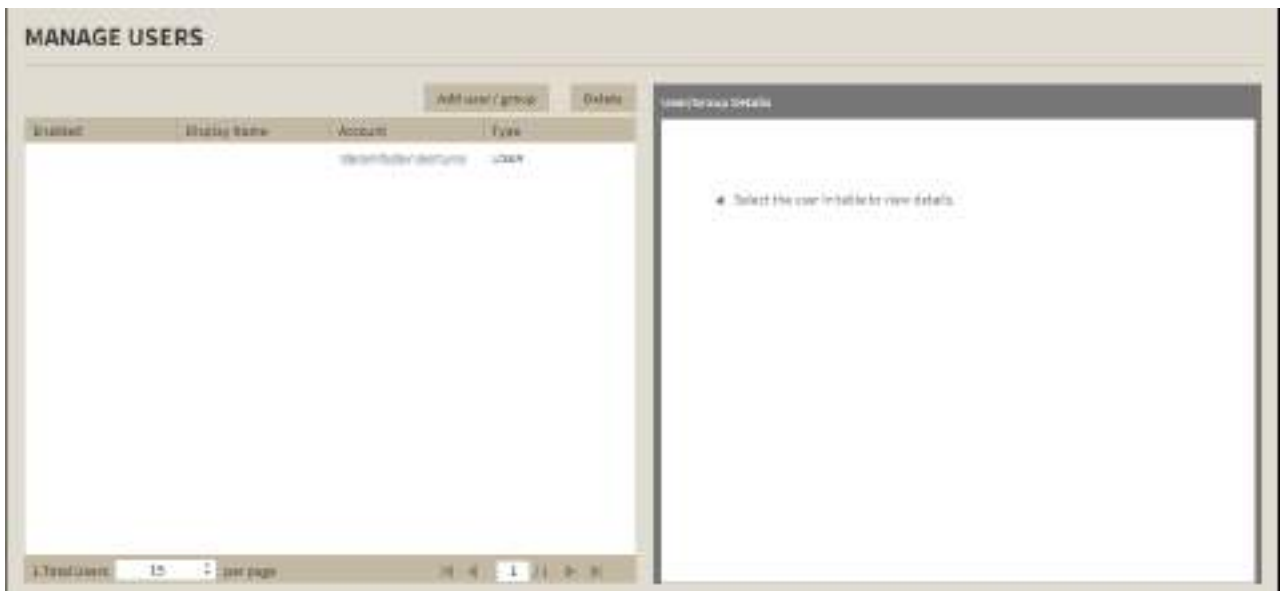 MANAGE USERS
Add user / group
Delete
User/Group Details
Enabled
Display Name
Account
Type
USER
Select the user in table to view details.
1 Total Users
15
per page
1
/ 1